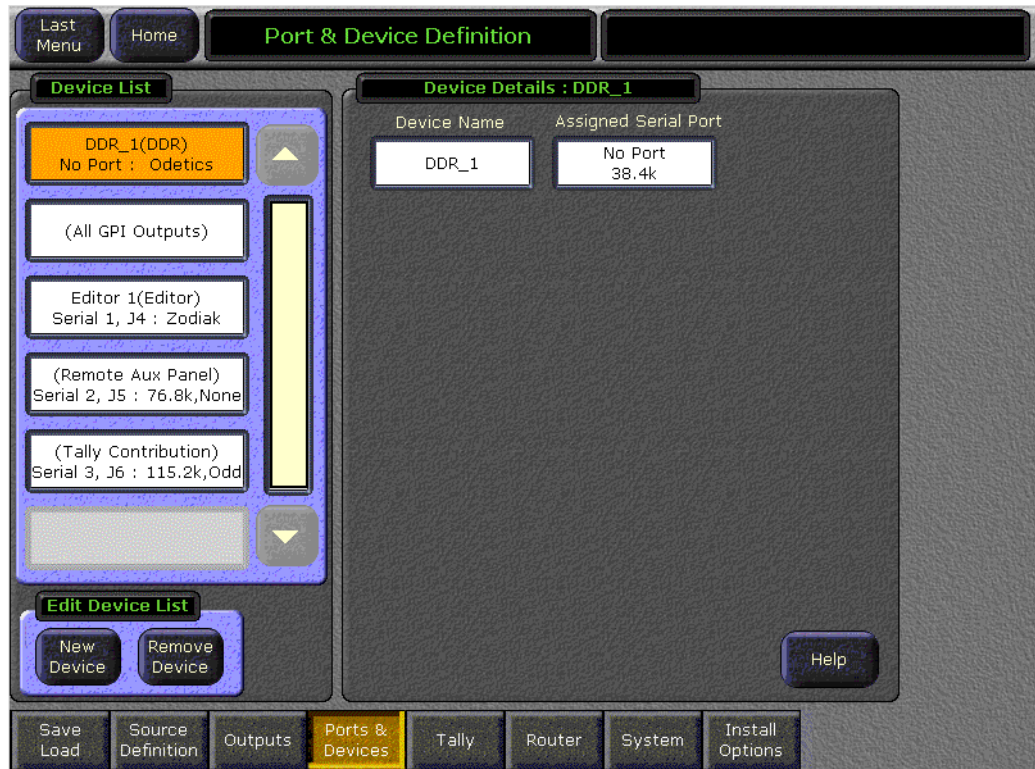 Last
Menu
Home
Port & Device Definition
Device List
DDR_1(DDR)
No Port : Odetics
(All GPI Outputs)
Editor 1(Editor)
Serial 1, J4 : Zodiak
(Remote Aux Panel)
Serial 2, J5 : 76.8k,None
(Tally Contribution)
Serial 3, J6 : 115.2k,Odd
Edit Device List
New
Device
Remove
Device
Device Details : DDR_1
Device Name
Assigned Serial Port
DDR_1
No Port
38.4k
Help
Save
Load
Source
Definition
Outputs
Ports &
Devices
Tally
Router
System
Install
Options